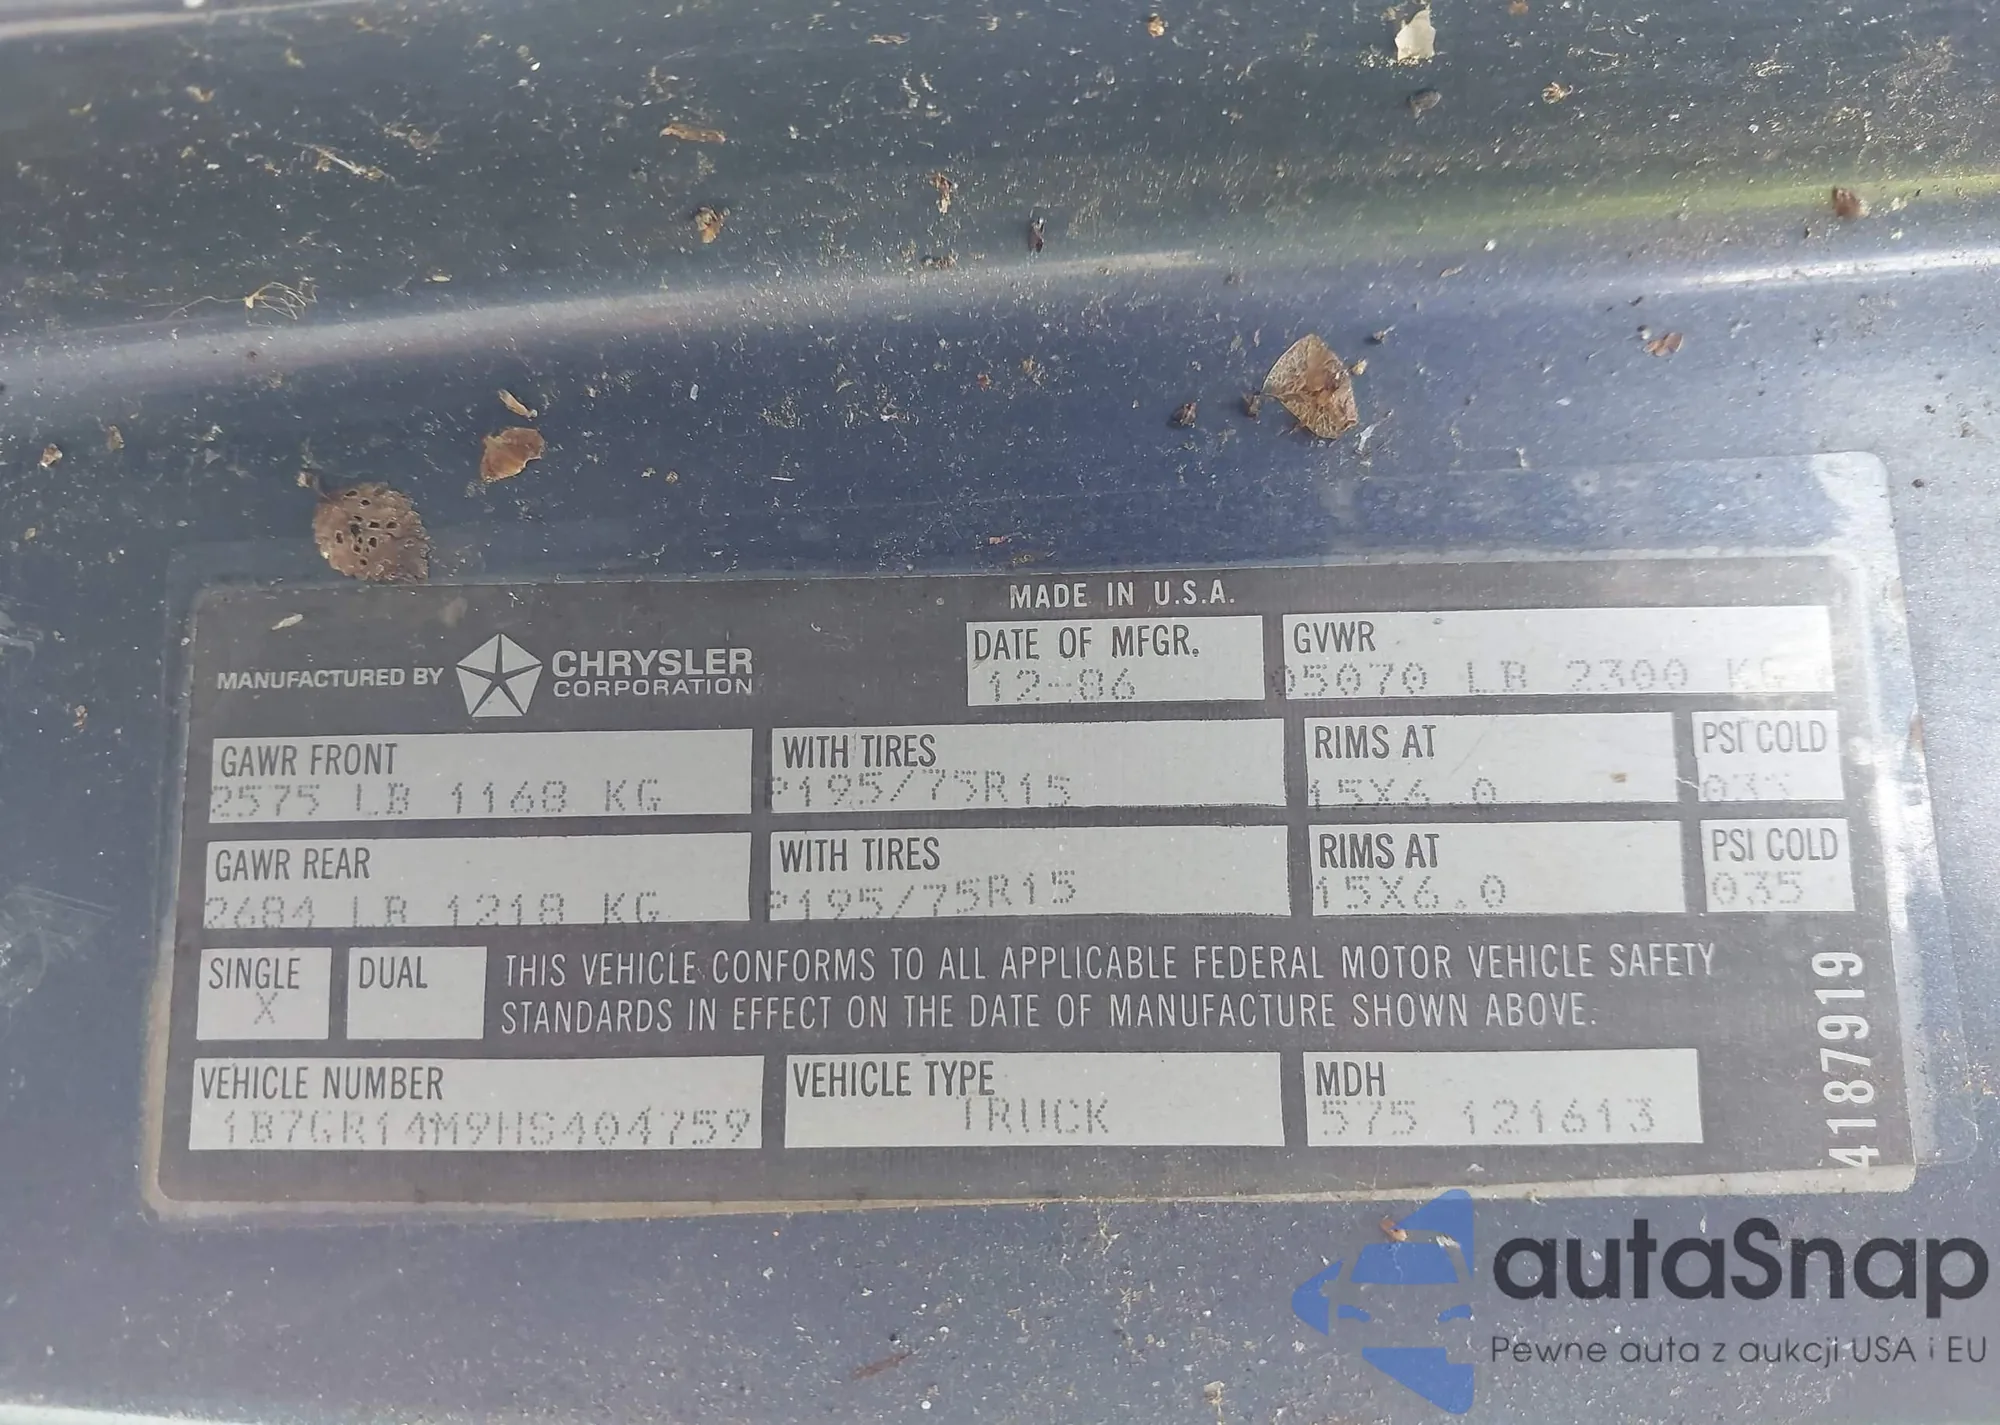 MADE IN U.S.A.
MANUFACTURED BY CHRYSLER CORPORATION
DATE OF MFGR. GVWR
12-86 05070 LB 2300 KG
GAWR FRONT WITH TIRES RIMS AT PSI COLD
2575 LB 1168 KG P195/75R15 15X6.0
GAWR REAR WITH TIRES RIMS AT PSI COLD
2684 LB 1218 KG P195/75R15 15X6.0 035
SINGLE DUAL
X
THIS VEHICLE CONFORMS TO ALL APPLICABLE FEDERAL MOTOR VEHICLE SAFETY
STANDARDS IN EFFECT ON THE DATE OF MANUFACTURE SHOWN ABOVE.
VEHICLE NUMBER VEHICLE TYPE MDH
1B7GR14M9HS404759 TRUCK 575 121613
4187919
autaSnap
Pewne auta z aukcji USA i EU